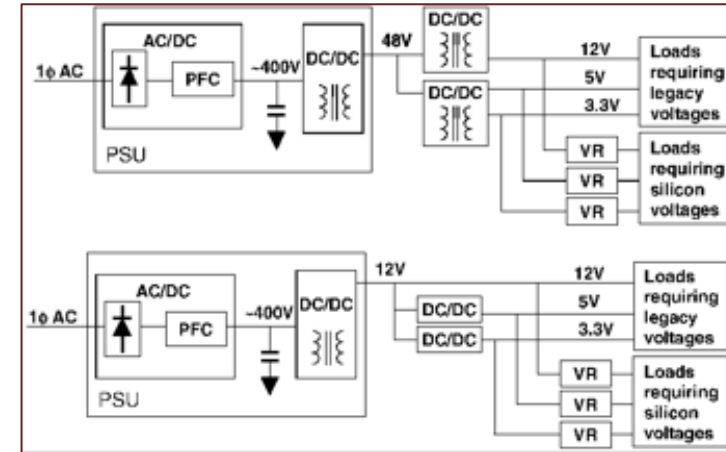 AC/DC
1ϕ AC
PFC
~400V
DC/DC
PSU
48V
DC/DC
DC/DC
12V
5V
3.3V
VR
VR
VR
Loads
requiring
legacy
voltages
Loads
requiring
silicon
voltages
AC/DC
1ϕ AC
PFC
~400V
DC/DC
PSU
12V
DC/DC
DC/DC
12V
5V
3.3V
VR
VR
VR
Loads
requiring
legacy
voltages
Loads
requiring
silicon
voltages